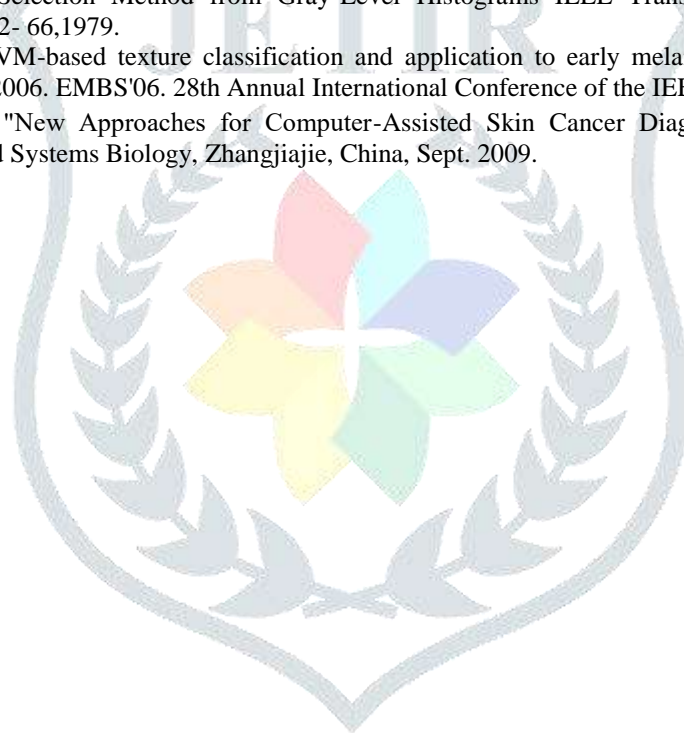 Selection Method from Gray-Level Histograms IEEE Trans
2- 66,1979.
VM-based texture classification and application to early mela
2006. EMBS'06. 28th Annual International Conference of the IEE
"New Approaches for Computer-Assisted Skin Cancer Diag
d Systems Biology, Zhangjiajie, China, Sept. 2009.
JETIR